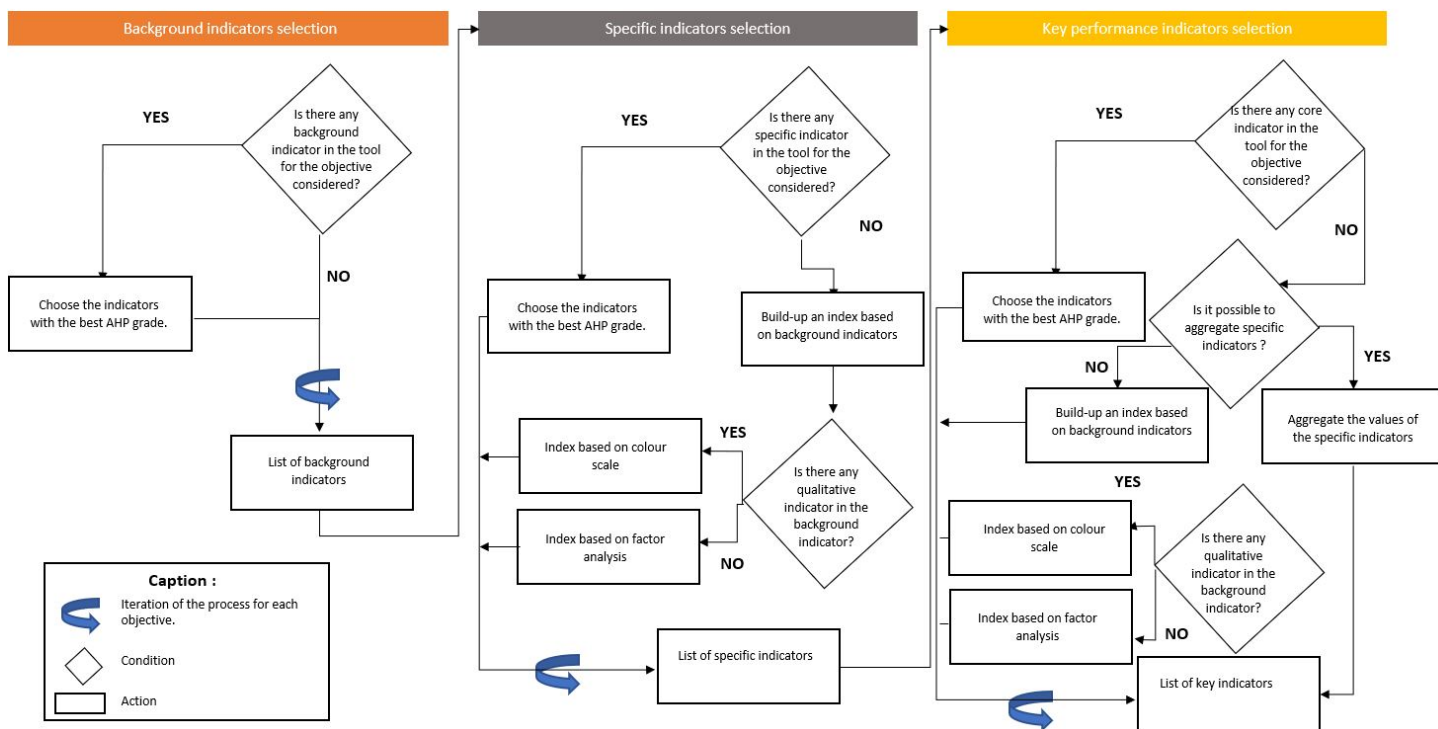 Background indicators selection
YES
Is there any
background
indicator in the tool
for the objective
considered?
NO
Choose the indicators
with the best AHP grade.
List of background
indicators
Caption :
Iteration of the process for each
objective.
Condition
Action
Specific indicators selection
YES
Is there any
specific indicator
in the tool for the
objective
considered?
NO
Choose the indicators
with the best AHP grade.
Build-up an index based
on background indicators
YES
Index based on colour
scale
Is there any
qualitative
indicator in the
background
indicator?
Index based on factor
analysis
NO
List of specific indicators
Key performance indicators selection
YES
Is there any core
indicator in the
tool for the
objective
considered?
NO
Choose the indicators
with the best AHP grade.
Is it possible to
aggregate specific
indicators ?
NO
YES
Build-up an index based
on background indicators
Aggregate the values of
the specific indicators
YES
Index based on colour
scale
Is there any
qualitative
indicator in the
background
indicator?
Index based on factor
analysis
NO
List of key indicators